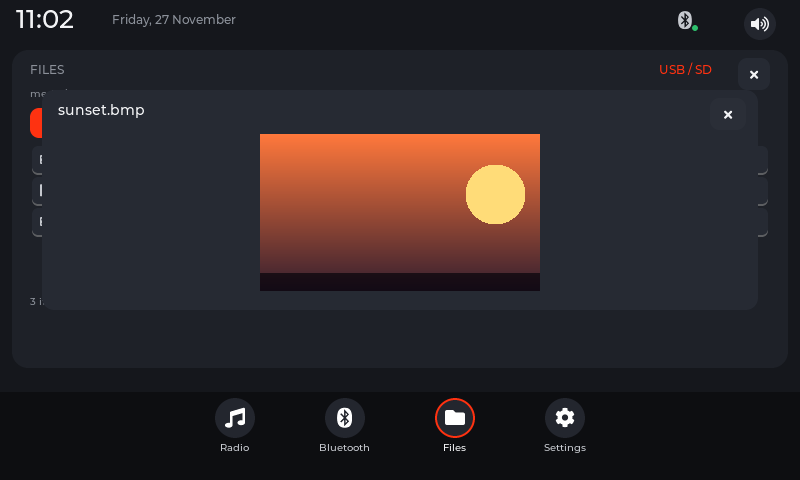 11:02
Friday, 27 November
FILES
USB / SD
sunset.bmp
Radio
Bluetooth
Files
Settings